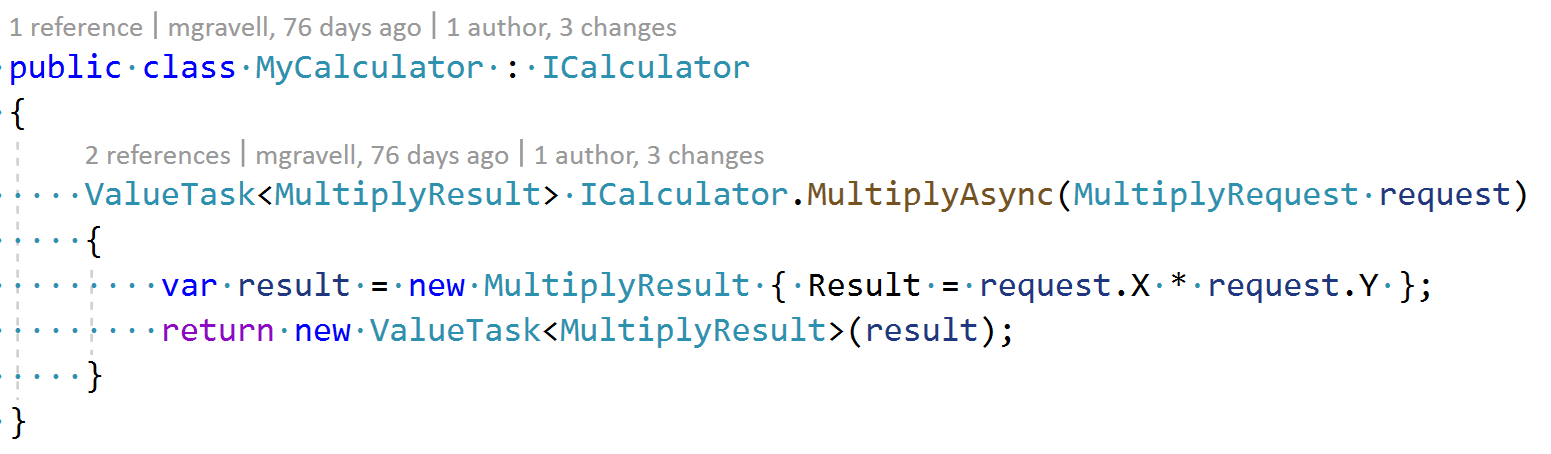 1 reference | mgravell, 76 days ago | 1 author, 3 changes
public class MyCalculator : ICalculator
{
2 references | mgravell, 76 days ago | 1 author, 3 changes
ValueTask<MultiplyResult> ICalculator.MultiplyAsync(MultiplyRequest request)
{
var result = new MultiplyResult { Result = request.X * request.Y };
return new ValueTask<MultiplyResult>(result);
}
}